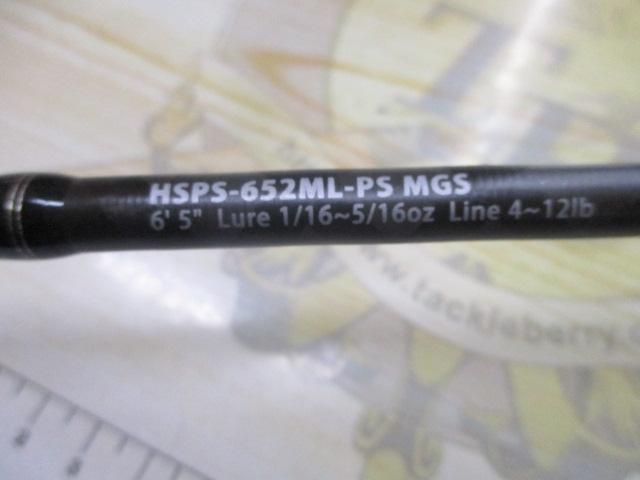 HSPS-652ML-PS MGS
6' 5" Lure 1/16~5/16oz Line 4~12lb
www.tackleberry.c